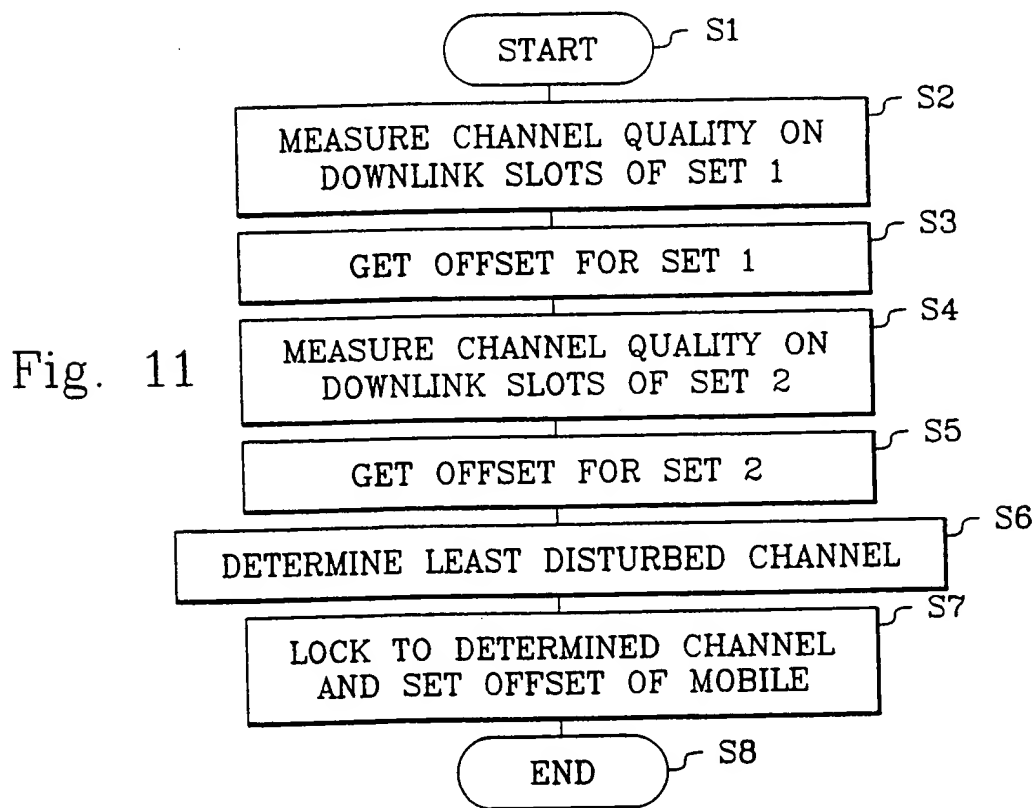 START
S1
S2
MEASURE CHANNEL QUALITY ON
DOWNLINK SLOTS OF SET 1
S3
GET OFFSET FOR SET 1
S4
MEASURE CHANNEL QUALITY ON
DOWNLINK SLOTS OF SET 2
Fig. 11
S5
GET OFFSET FOR SET 2
S6
DETERMINE LEAST DISTURBED CHANNEL
S7
LOCK TO DETERMINED CHANNEL
AND SET OFFSET OF MOBILE
S8
END